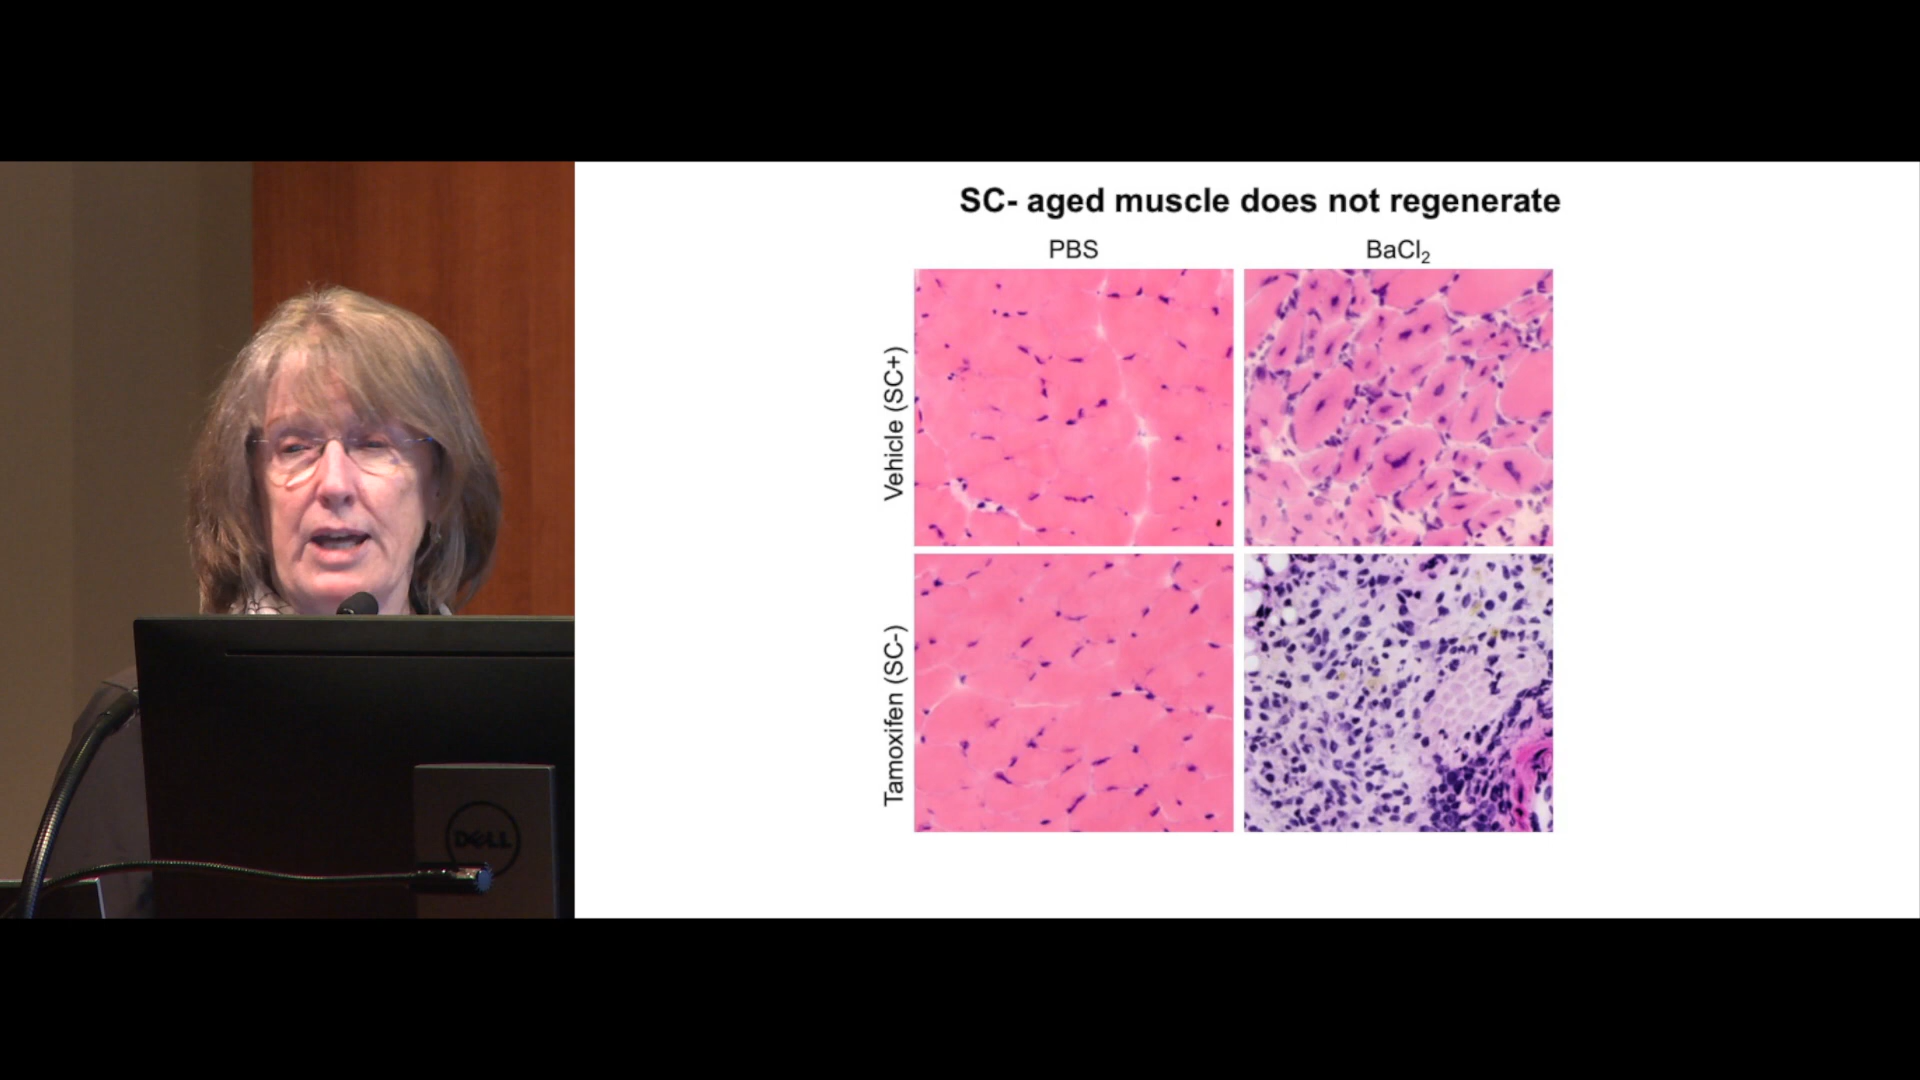 SC- aged muscle does not regenerate
PBS
BaCl₂
Vehicle (SC+)
Tamoxifen (SC-)
DELL